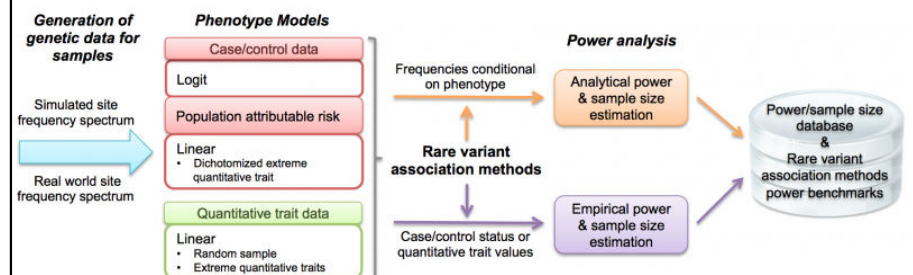 Generation of
genetic data for
samples
Simulated site
frequency spectrum
Real world site
frequency spectrum
Phenotype Models
Case/control data
Logit
Population attributable risk
Linear
• Dichotomized extreme
quantitative trait
Quantitative trait data
Linear
• Random sample
• Extreme quantitative traits
Power analysis
Frequencies conditional
on phenotype
Rare variant
association methods
Case/control status or
quantitative trait values
Analytical power
& sample size
estimation
Empirical power
& sample size
estimation
Power/sample size
database
&
Rare variant
association methods
power benchmarks